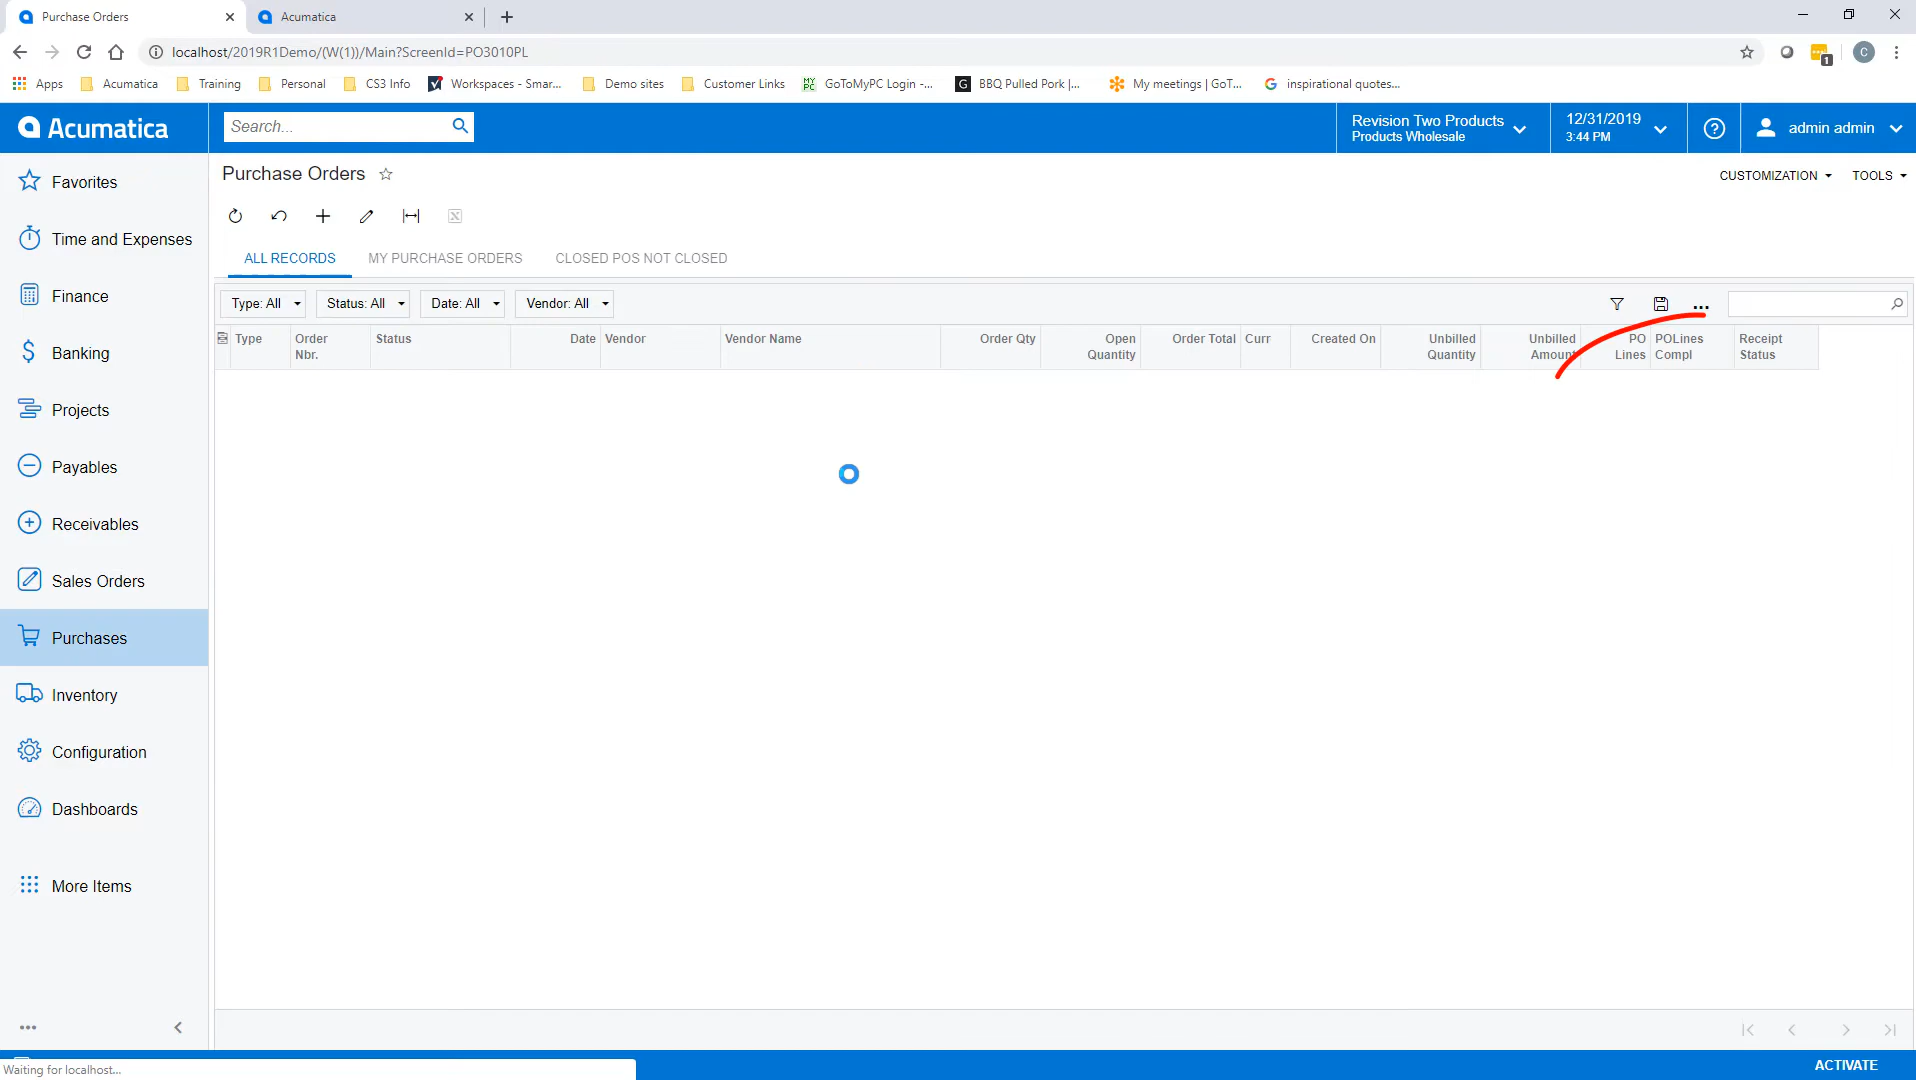 Purchase Orders
Acumatica
localhost/2019R1Demo/(W(1))/Main?ScreenId=PO3010PL
1
C
Apps
Acumatica
Training
Personal
CS3 Info
Workspaces - Smar...
Demo sites
Customer Links
MY PC
GoToMyPC Login -...
G
BBQ Pulled Pork |...
My meetings | GoT...
G
inspirational quotes...
Acumatica
Search...
Revision Two Products
Products Wholesale
12/31/2019
3:44 PM
?
admin admin
Favorites
Time and Expenses
Finance
Banking
Projects
Payables
Receivables
Sales Orders
Purchases
Inventory
Configuration
Dashboards
More Items
Purchase Orders
CUSTOMIZATION
TOOLS
ALL RECORDS
MY PURCHASE ORDERS
CLOSED POS NOT CLOSED
Type: All
Status: All
Date: All
Vendor: All
Type
Order Nbr.
Status
Date
Vendor
Vendor Name
Order Qty
Open Quantity
Order Total
Curr
Created On
Unbilled Quantity
Unbilled Amount
PO Lines
POLines Compl
Receipt Status
Waiting for localhost...
ACTIVATE